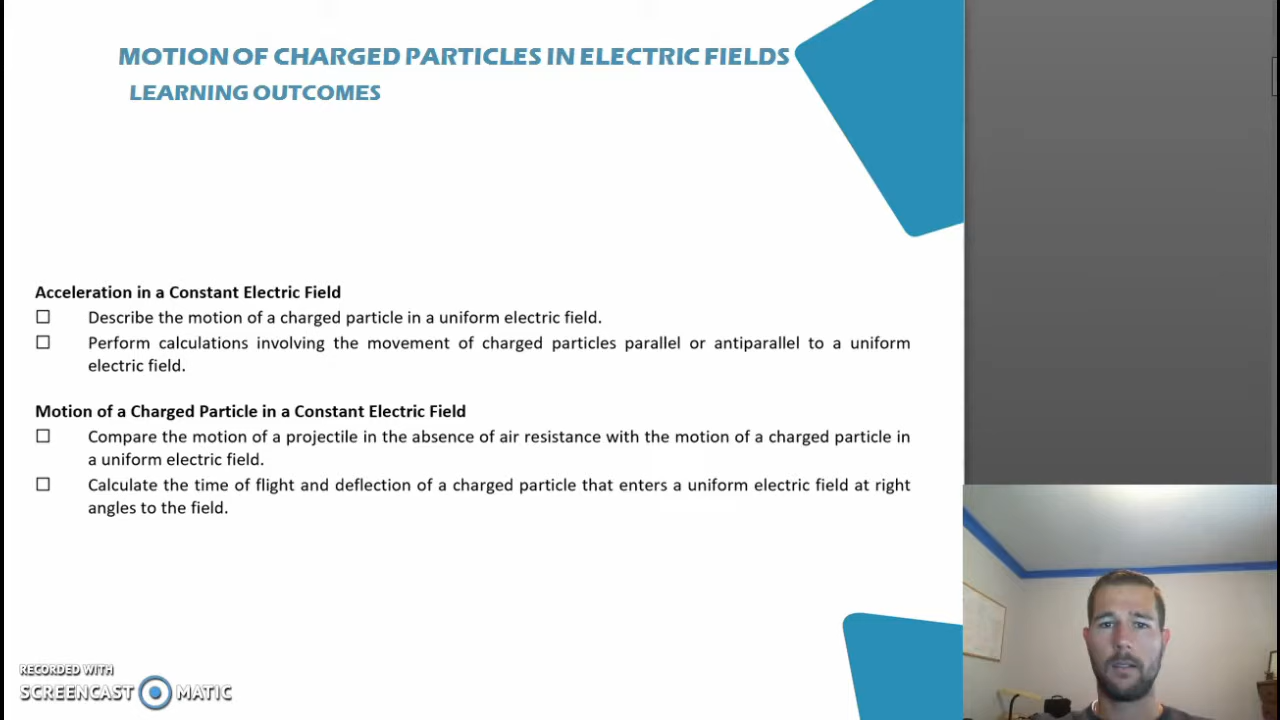 MOTION OF CHARGED PARTICLES IN ELECTRIC FIELDS
LEARNING OUTCOMES
Acceleration in a Constant Electric Field
☐ Describe the motion of a charged particle in a uniform electric field.
☐ Perform calculations involving the movement of charged particles parallel or antiparallel to a uniform
electric field.
Motion of a Charged Particle in a Constant Electric Field
☐ Compare the motion of a projectile in the absence of air resistance with the motion of a charged particle in
a uniform electric field.
☐ Calculate the time of flight and deflection of a charged particle that enters a uniform electric field at right
angles to the field.
RECORDED WITH
SCREENCAST MATIC